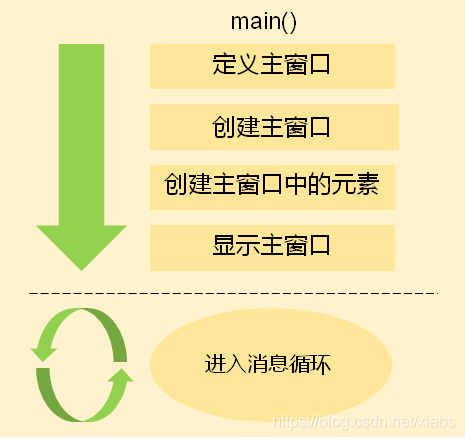 main()
定义主窗口
创建主窗口
创建主窗口中的元素
显示主窗口
进入消息循环
https://blog.csdn.net/xiebs